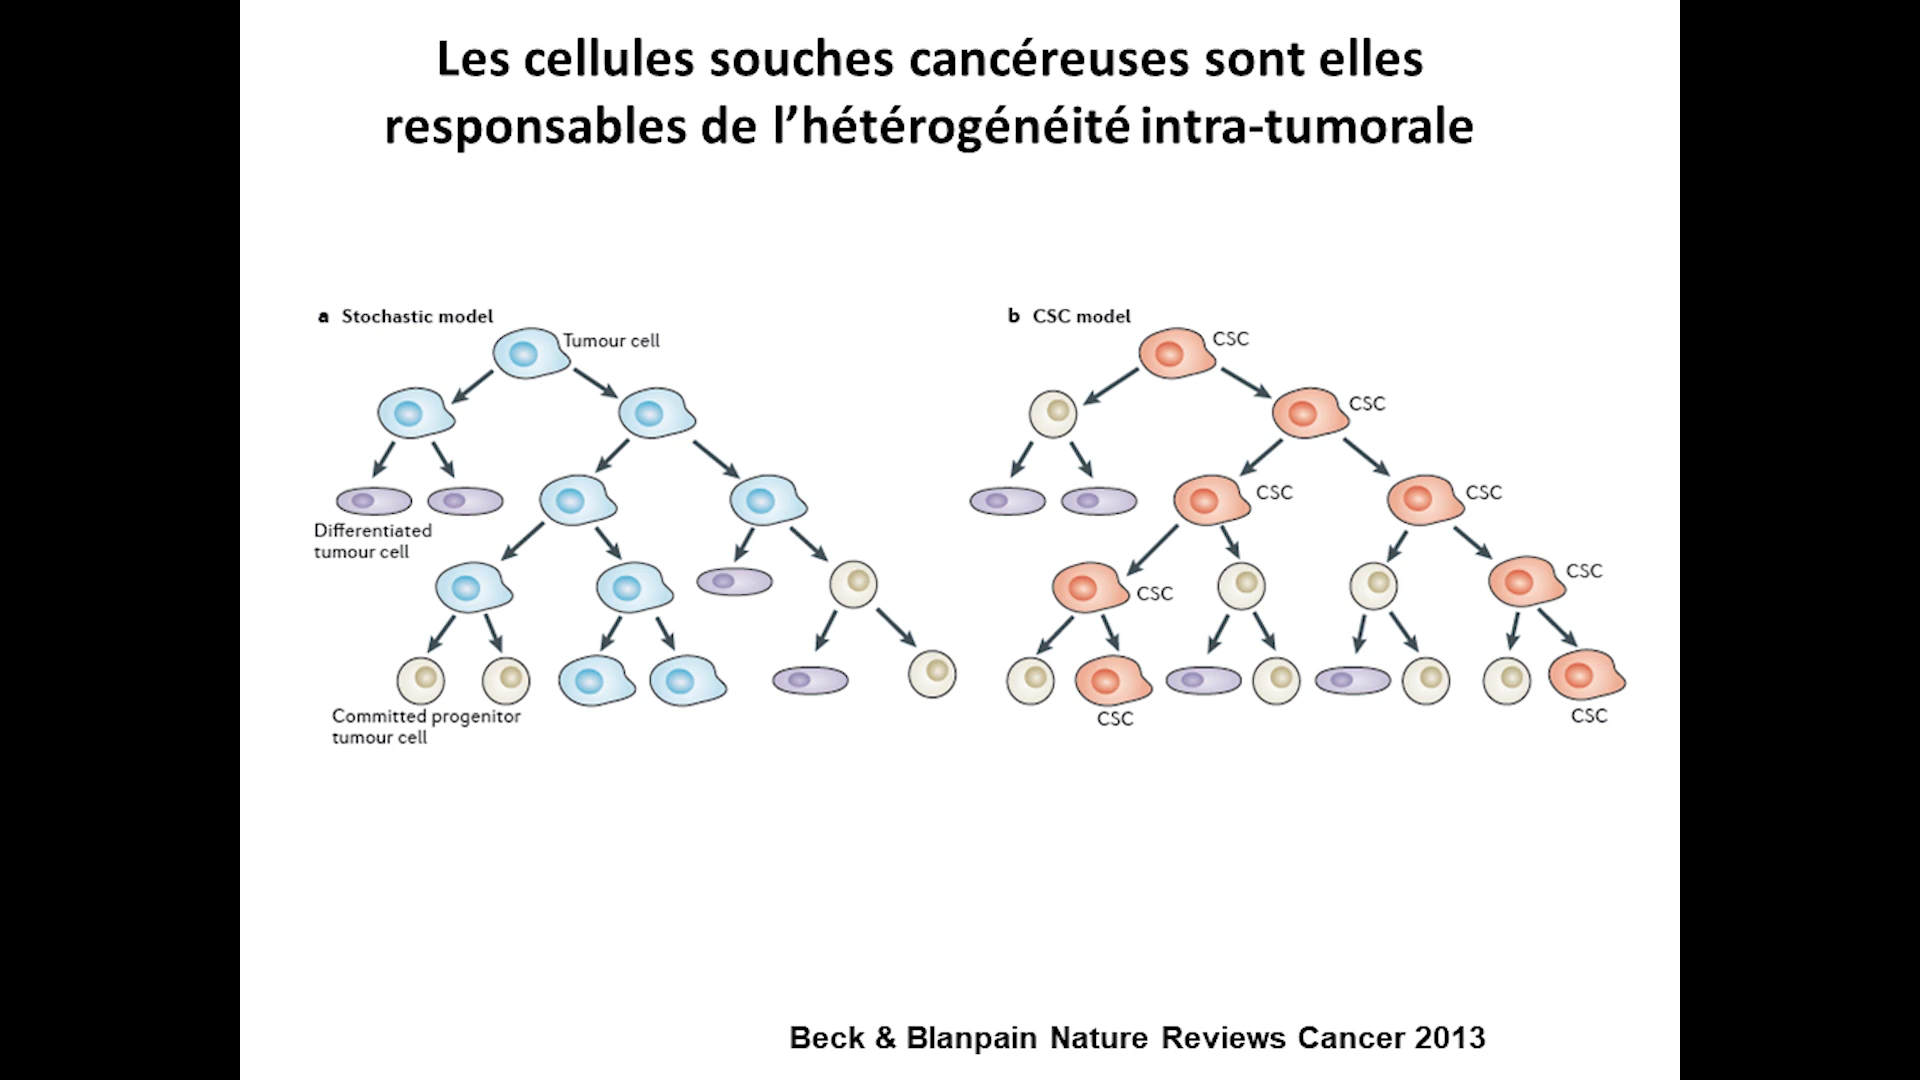 Les cellules souches cancéreuses sont elles
responsables de l’hétérogénéité intra-tumorale
a Stochastic model
Tumour cell
Differentiated
tumour cell
Committed progenitor
tumour cell
b CSC model
CSC
CSC
CSC
CSC
CSC
CSC
CSC
CSC
Beck & Blanpain Nature Reviews Cancer 2013